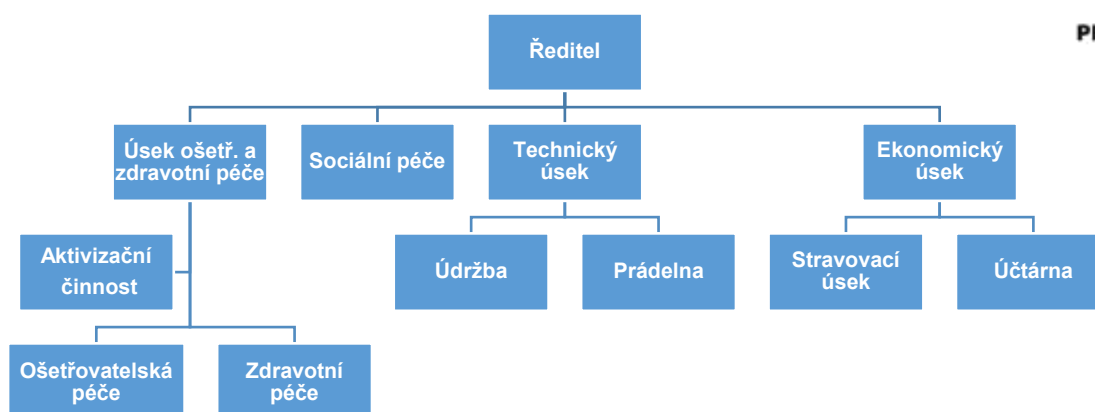 Ředitel
Úsek ošetř. a
zdravotní péče
Sociální péče
Technický
úsek
Ekonomický
úsek
Aktivizační
činnost
Údržba
Prádelna
Stravovací
úsek
Účtárna
Ošetřovatelská
péče
Zdravotní
péče